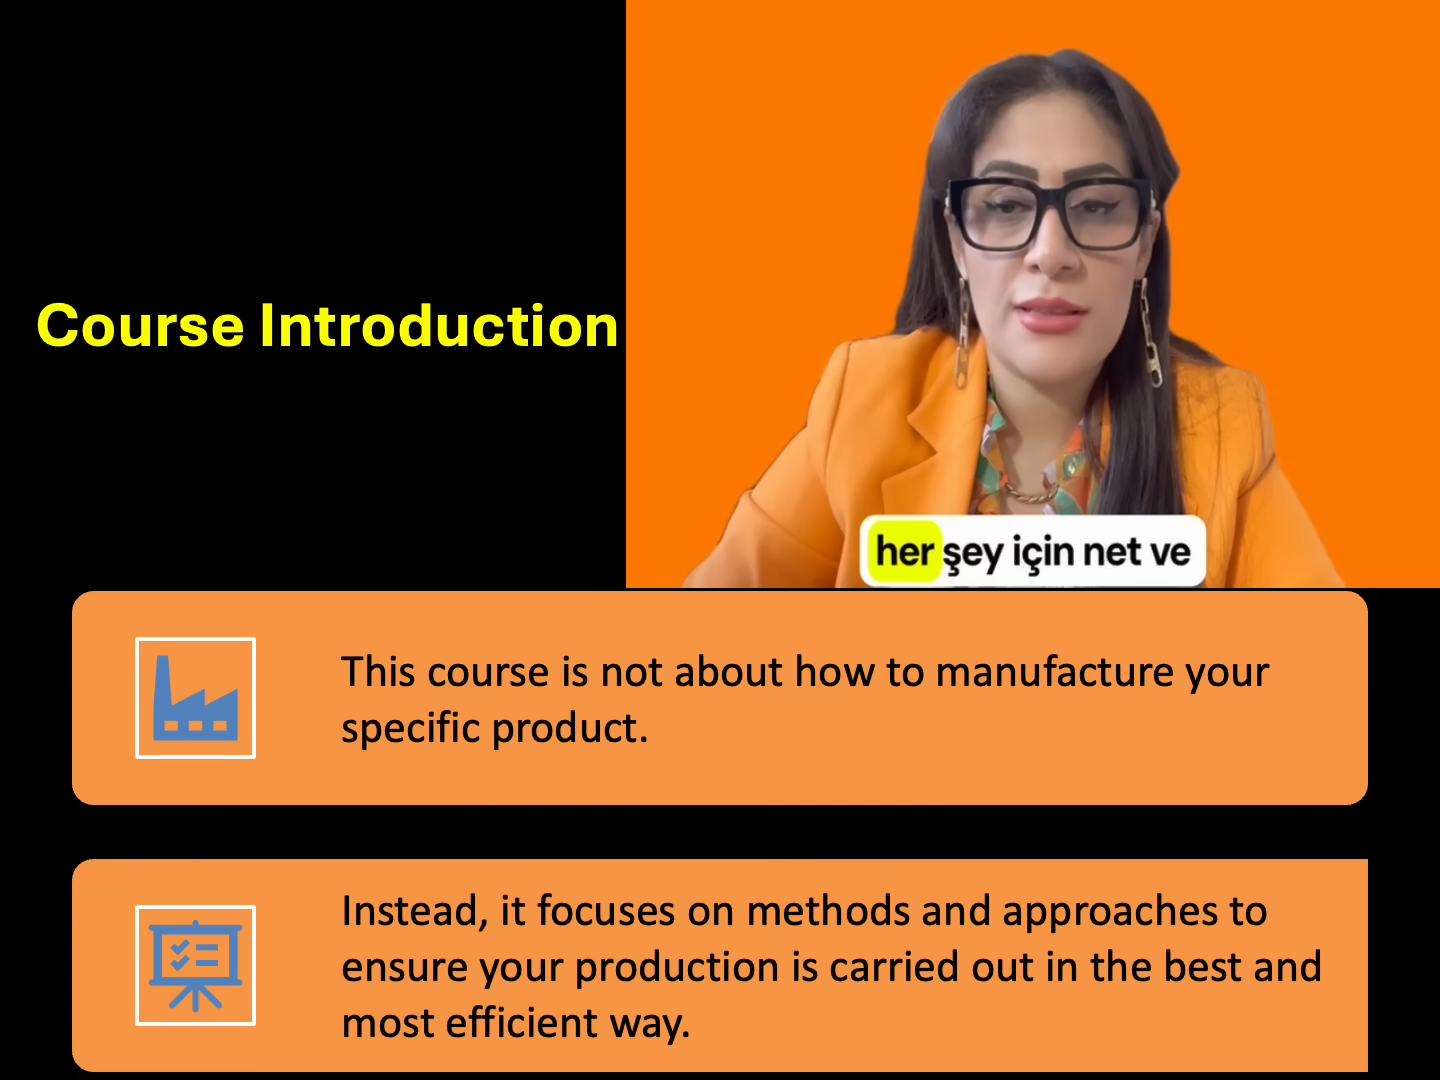 Course Introduction
her şey için net ve
This course is not about how to manufacture your
specific product.
Instead, it focuses on methods and approaches to
ensure your production is carried out in the best and
most efficient way.